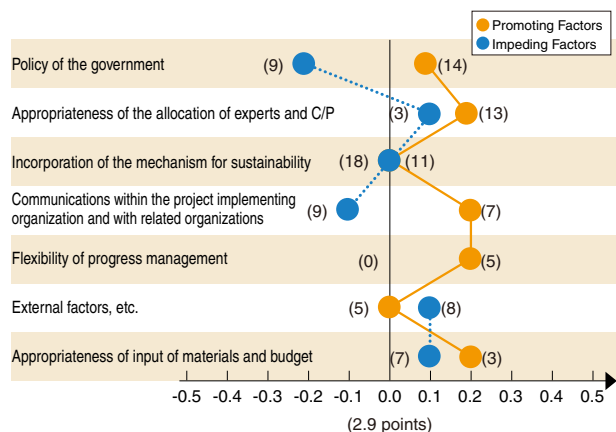 Promoting Factors
Impeding Factors
Policy of the government
(9)
(14)
Appropriateness of the allocation of experts and C/P
(3)
(13)
Incorporation of the mechanism for sustainability
(18)
(11)
Communications within the project implementing
organization and with related organizations
(9)
(7)
Flexibility of progress management
(0)
(5)
External factors, etc.
(5)
(8)
Appropriateness of input of materials and budget
(7)
(3)
-0.5 -0.4 -0.3 -0.2 -0.1 0.0 0.1 0.2 0.3 0.4 0.5
(2.9 points)